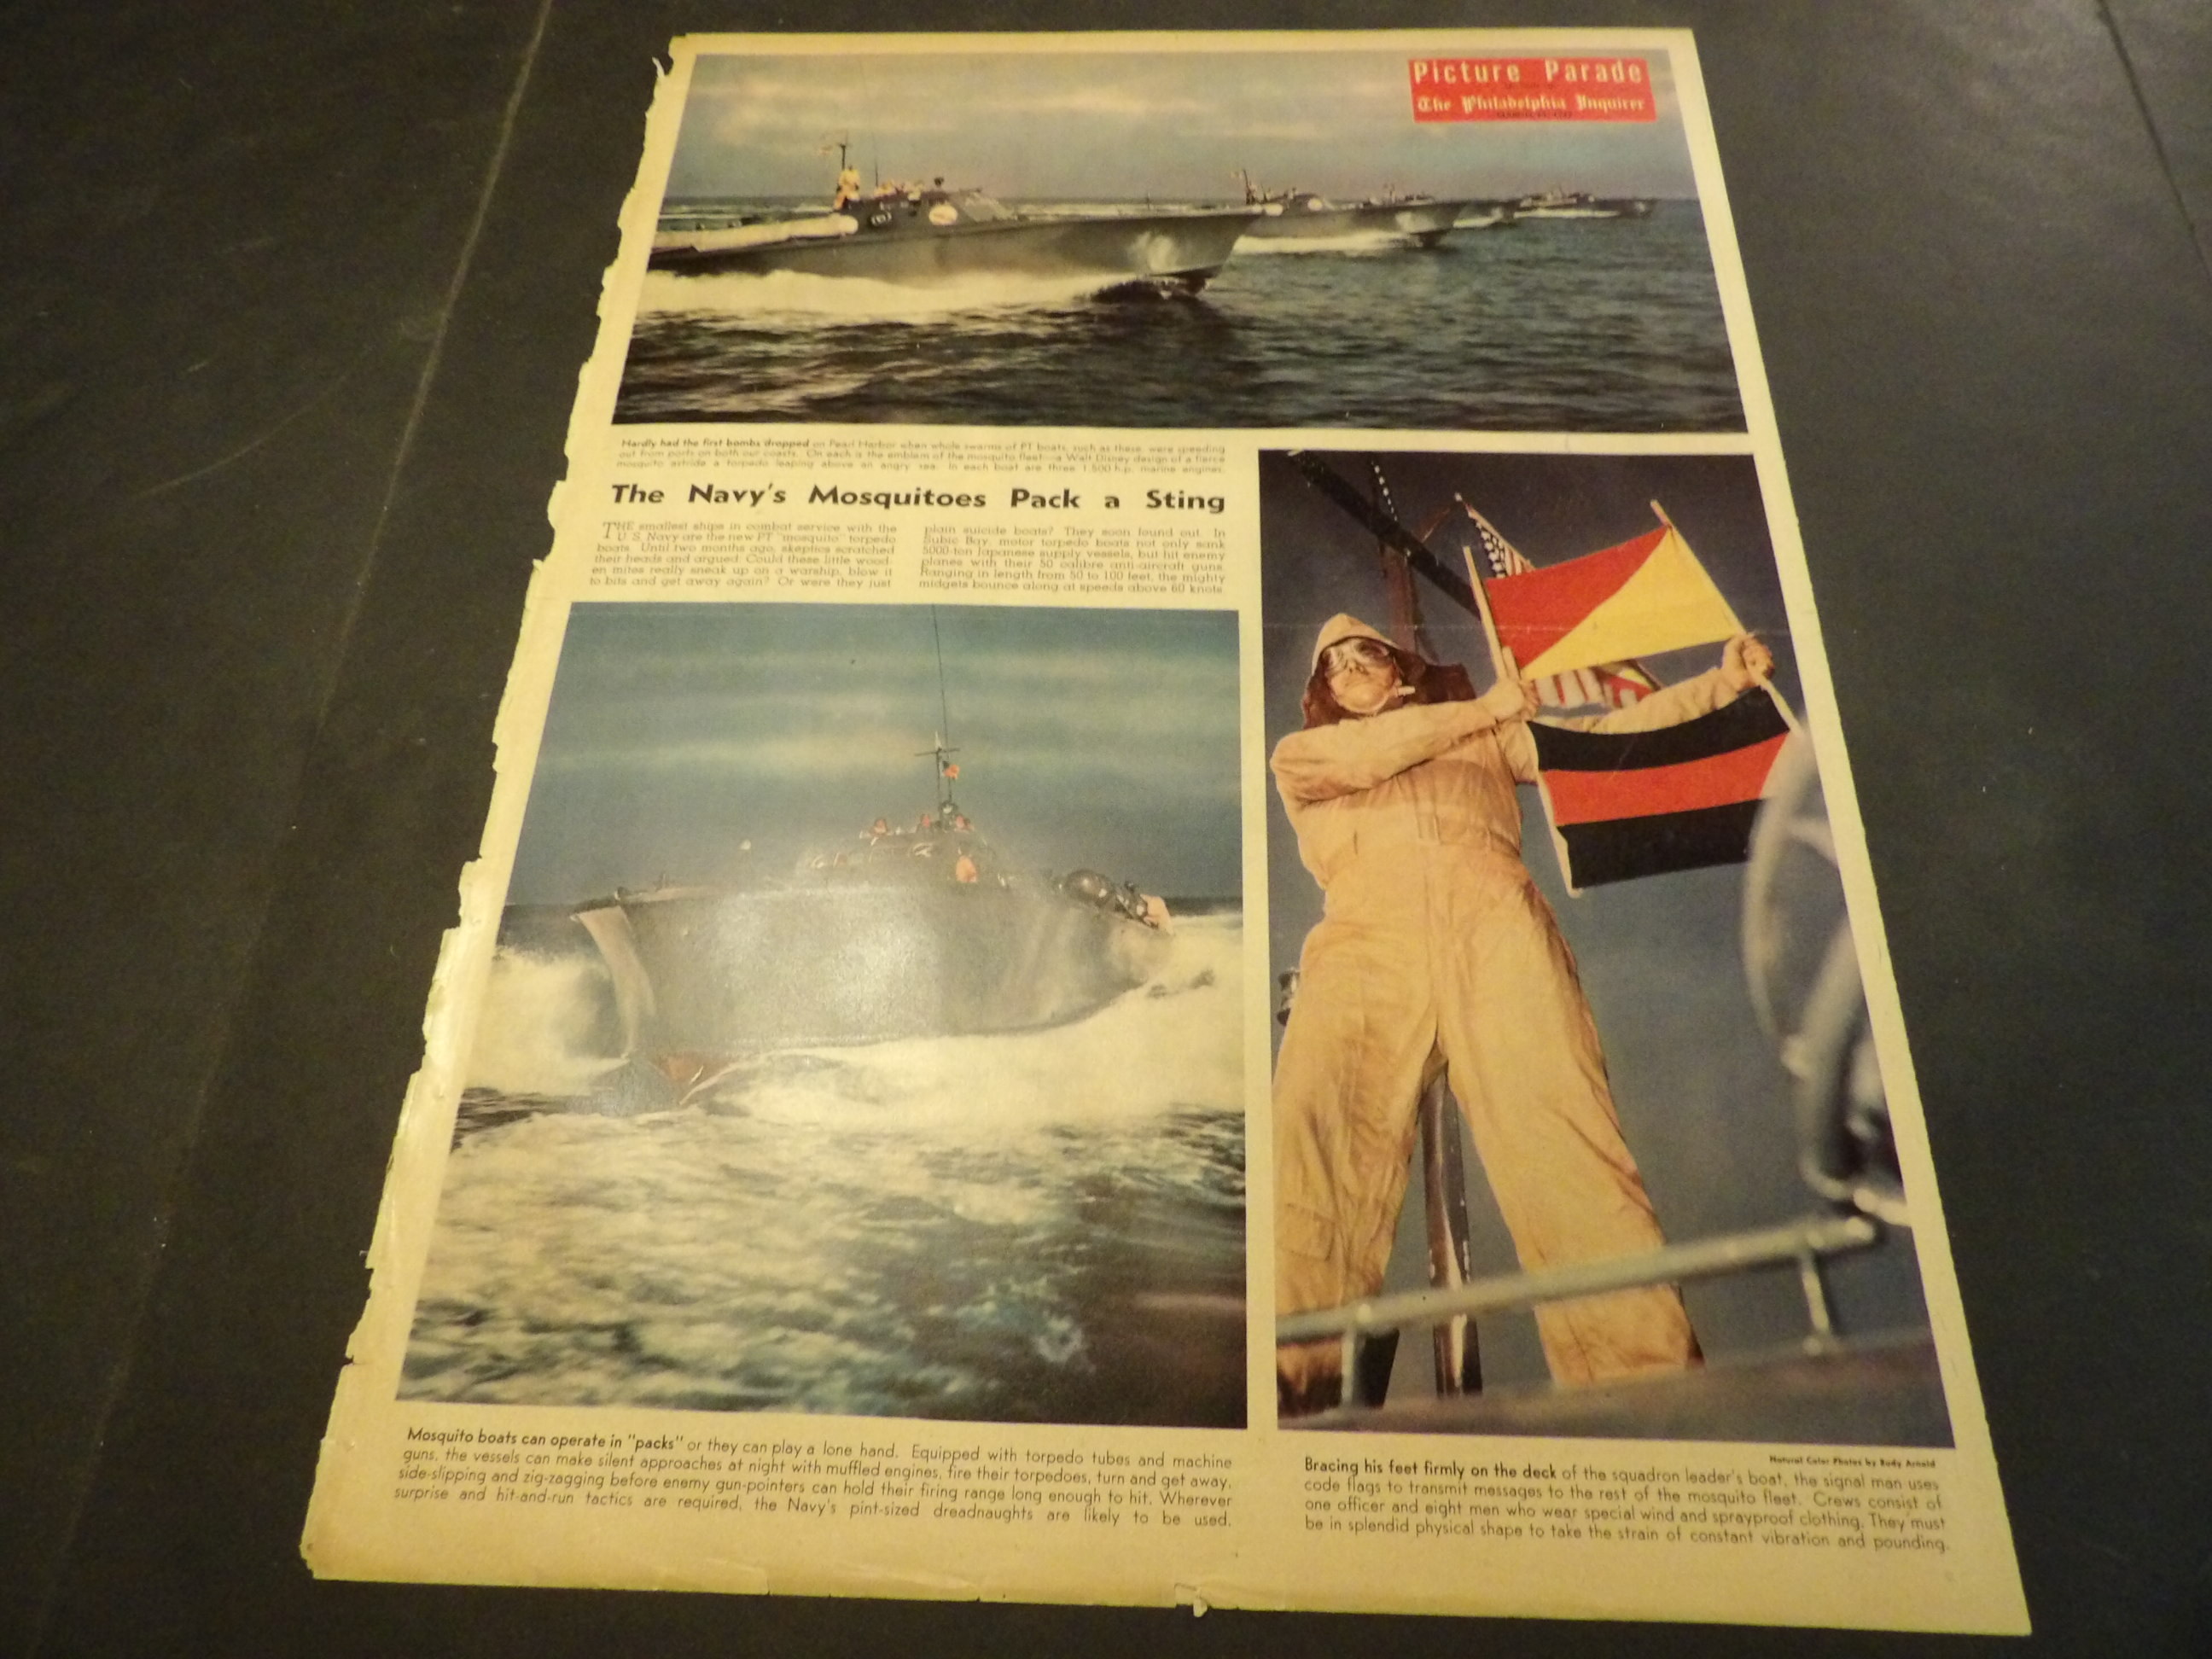 Picture Parade
The Philadelphia Inquirer
Hardly had the first bombs dropped on Pearl Harbor when whole swarms of PT boats, such as these, were speeding
out from ports on both our coasts. On each is the emblem of the mosquito fleet—a Walt Disney design of a fierce
mosquito astride a torpedo leaping above an angry sea. In each boat are three 1,500 h.p. marine engines.
The Navy's Mosquitoes Pack a Sting
THE smallest ships in combat service with the
U. S. Navy are the new PT "mosquito" torpedo
boats. Until two months ago, skeptics scratched
their heads and argued: Could these little wood-
en mites really sneak up on a warship, blow it
to bits and get away again? Or were they just
plain suicide boats? They soon found out. In
Subic Bay, motor torpedo boats not only sank
5000-ton Japanese supply vessels, but hit enemy
planes with their 50 calibre anti-aircraft guns.
Ranging in length from 50 to 100 feet, the mighty
midgets bounce along at speeds above 60 knots.
Mosquito boats can operate in "packs" or they can play a lone hand. Equipped with torpedo tubes and machine
guns, the vessels can make silent approaches at night with muffled engines, fire their torpedoes, turn and get away,
side-slipping and zig-zagging before enemy gun-pointers can hold their firing range long enough to hit. Wherever
surprise and hit-and-run tactics are required, the Navy's pint-sized dreadnaughts are likely to be used.
Natural Color Photos by Rudy Arnold
Bracing his feet firmly on the deck of the squadron leader's boat, the signal man uses
code flags to transmit messages to the rest of the mosquito fleet. Crews consist of
one officer and eight men who wear special wind and sprayproof clothing. They must
be in splendid physical shape to take the strain of constant vibration and pounding.